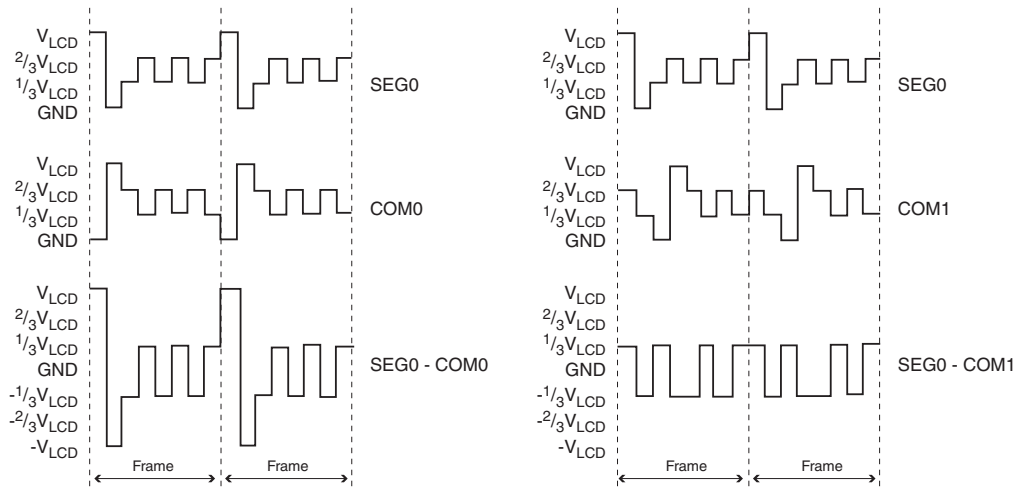 V_LCD
²/₃V_LCD
¹/₃V_LCD
GND
SEG0
V_LCD
²/₃V_LCD
¹/₃V_LCD
GND
COM0
V_LCD
²/₃V_LCD
¹/₃V_LCD
GND
-¹/₃V_LCD
-²/₃V_LCD
-V_LCD
SEG0 - COM0
Frame
Frame
V_LCD
²/₃V_LCD
¹/₃V_LCD
GND
SEG0
V_LCD
²/₃V_LCD
¹/₃V_LCD
GND
COM1
V_LCD
²/₃V_LCD
¹/₃V_LCD
GND
-¹/₃V_LCD
-²/₃V_LCD
-V_LCD
SEG0 - COM1
Frame
Frame